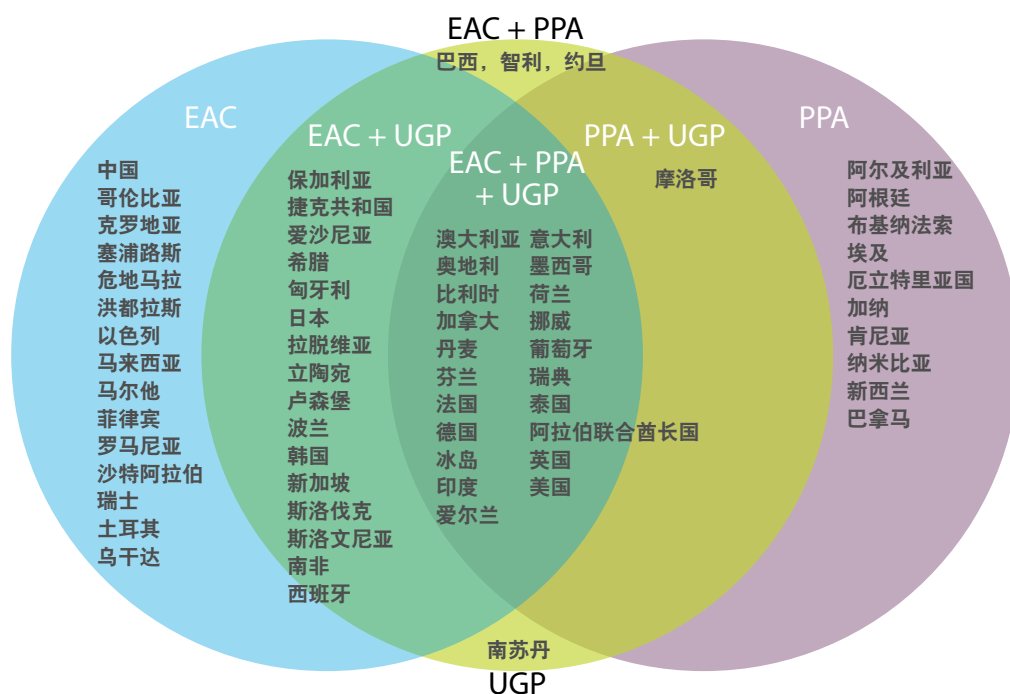 EAC + PPA
巴西，智利，约旦
EAC
中国
哥伦比亚
克罗地亚
塞浦路斯
危地马拉
洪都拉斯
以色列
马来西亚
马尔他
菲律宾
罗马尼亚
沙特阿拉伯
瑞士
土耳其
乌干达
EAC + UGP
保加利亚
捷克共和国
爱沙尼亚
希腊
匈牙利
日本
拉脱维亚
立陶宛
卢森堡
波兰
韩国
新加坡
斯洛伐克
斯洛文尼亚
南非
西班牙
EAC + PPA
+ UGP
澳大利亚 意大利
奥地利 墨西哥
比利时 荷兰
加拿大 挪威
丹麦 葡萄牙
芬兰 瑞典
法国 泰国
德国 阿拉伯联合酋长国
冰岛 英国
印度 美国
爱尔兰
PPA + UGP
摩洛哥
PPA
阿尔及利亚
阿根廷
布基纳法索
埃及
厄立特里亚国
加纳
肯尼亚
纳米比亚
新西兰
巴拿马
南苏丹
UGP